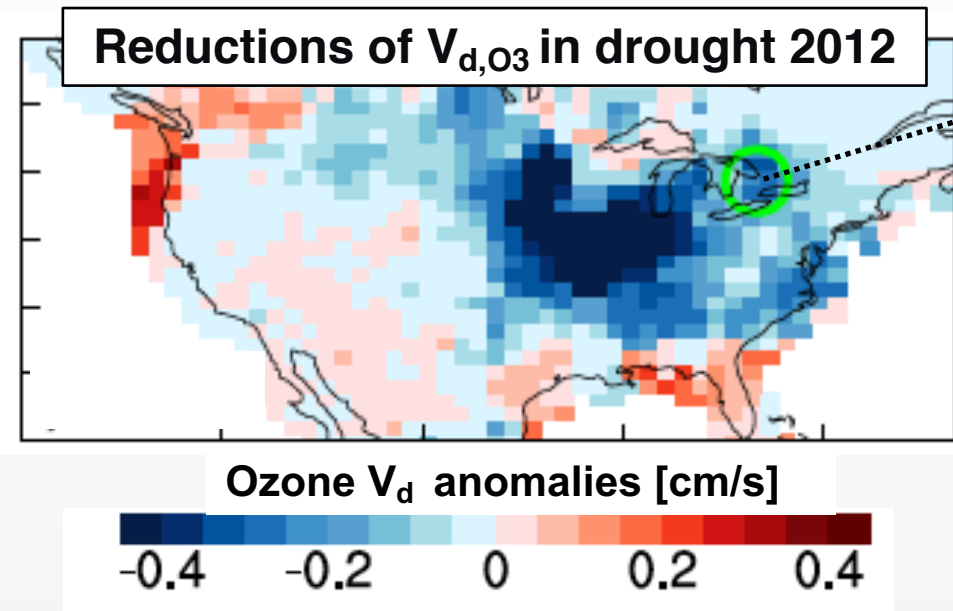 Reductions of Vd,O3 in drought 2012
Ozone Vd anomalies [cm/s]
-0.4 -0.2 0 0.2 0.4